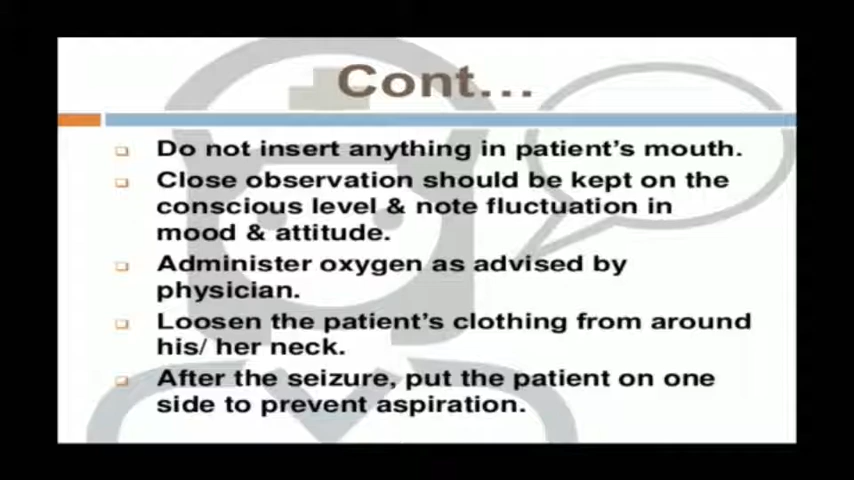 Cont...
Do not insert anything in patient's mouth.
Close observation should be kept on the
conscious level & note fluctuation in
mood & attitude.
Administer oxygen as advised by
physician.
Loosen the patient's clothing from around
his/ her neck.
After the seizure, put the patient on one
side to prevent aspiration.